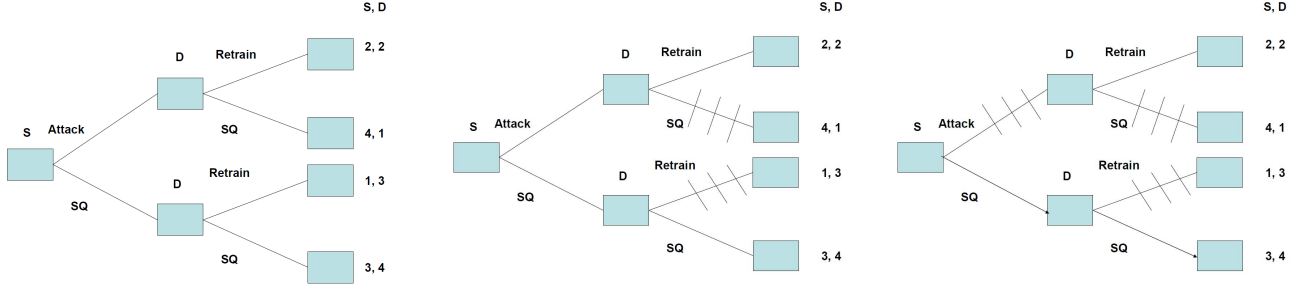 S, D
2, 2
D
Retrain
S
Attack
SQ
4, 1
Retrain
1, 3
D
SQ
SQ
3, 4
S, D
2, 2
D
Retrain
S
Attack
SQ
4, 1
Retrain
1, 3
D
SQ
SQ
3, 4
S, D
2, 2
D
Retrain
S
Attack
SQ
4, 1
Retrain
1, 3
D
SQ
SQ
3, 4